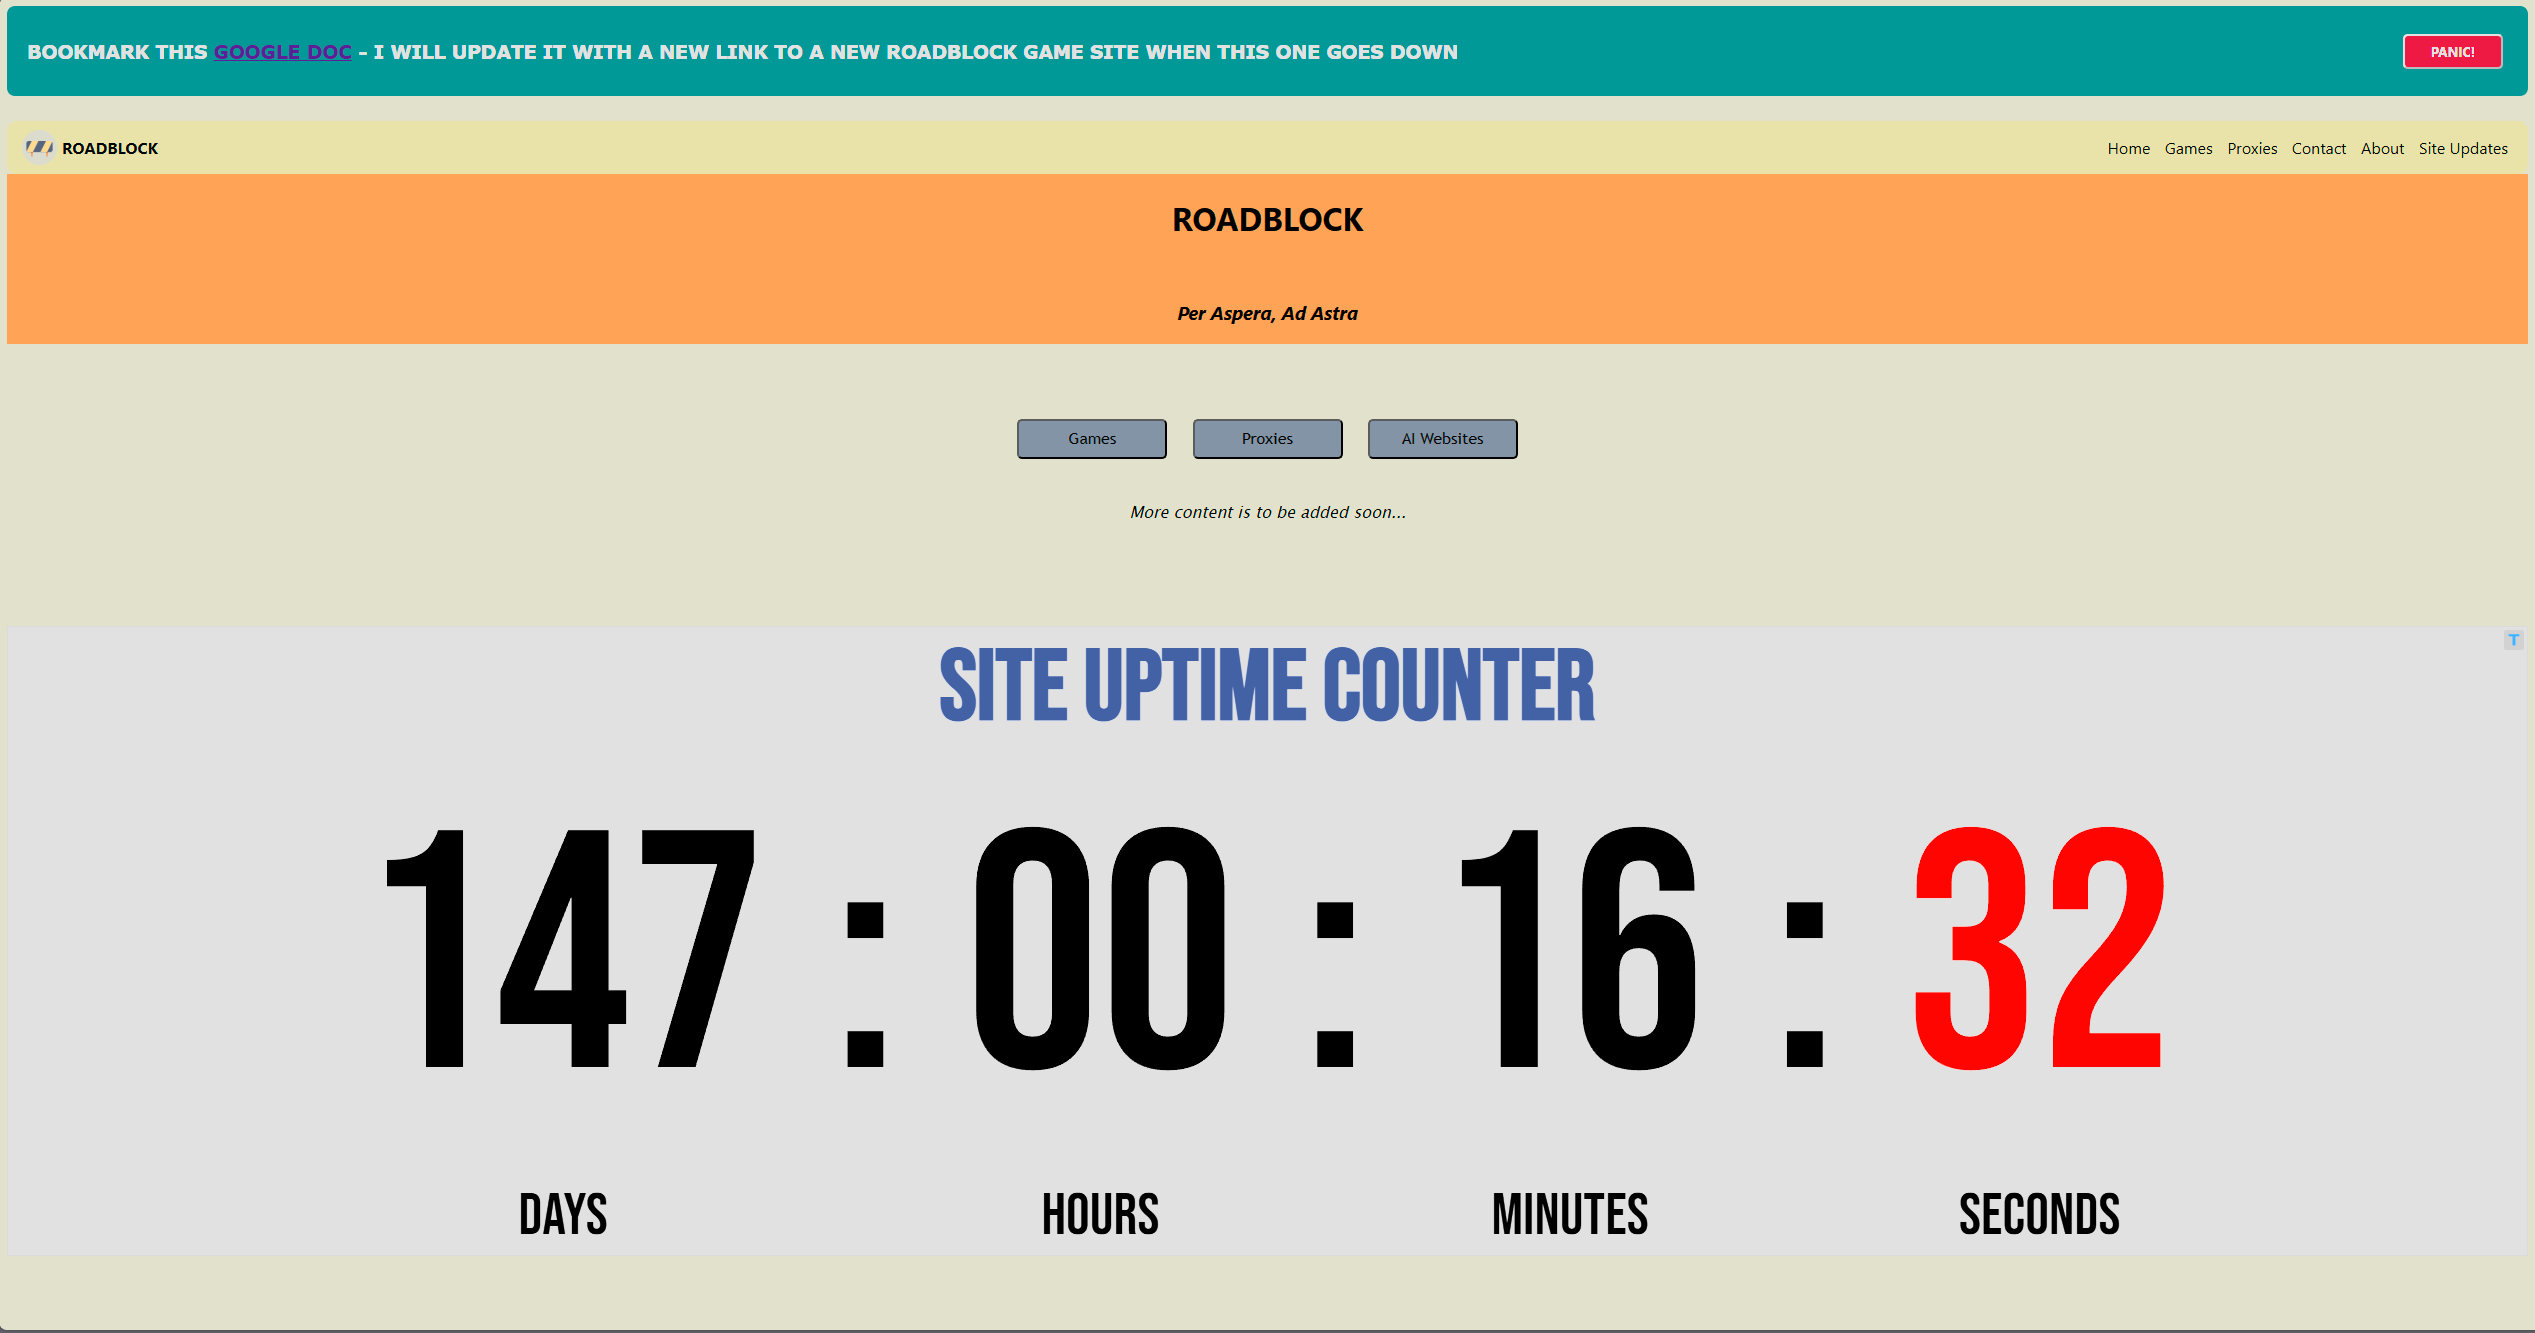 BOOKMARK THIS GOOGLE DOC - I WILL UPDATE IT WITH A NEW LINK TO A NEW ROADBLOCK GAME SITE WHEN THIS ONE GOES DOWN
PANIC!
ROADBLOCK
Home Games Proxies Contact About Site Updates
ROADBLOCK
Per Aspera, Ad Astra
Games Proxies AI Websites
More content is to be added soon...
T
SITE UPTIME COUNTER
147 : 00 : 16 : 32
DAYS HOURS MINUTES SECONDS